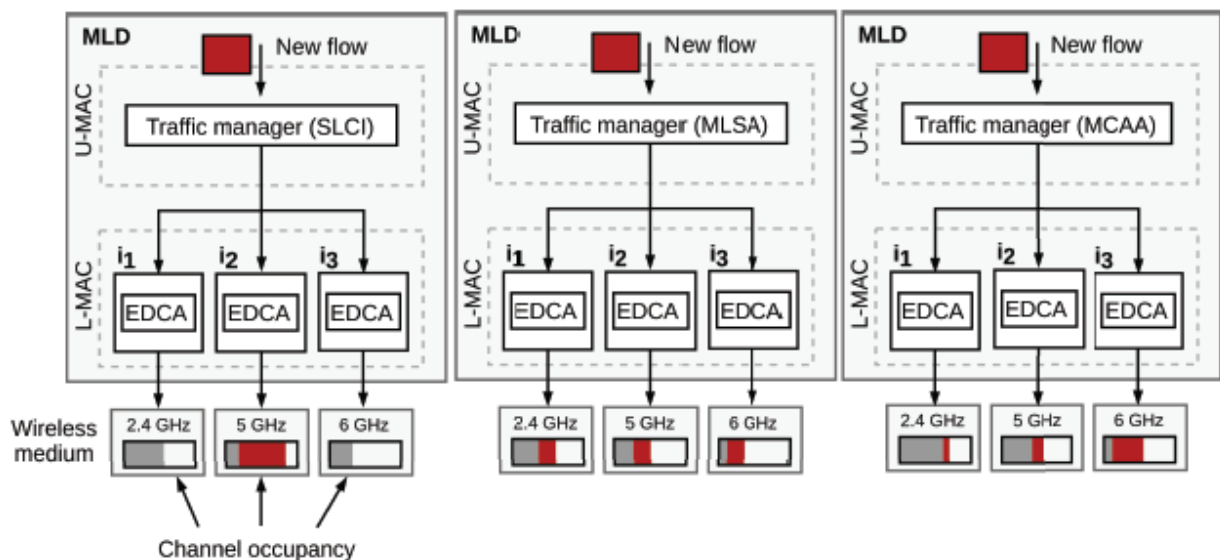 MLD
New flow
U-MAC
Traffic manager (SLCI)
L-MAC
i1
i2
i3
EDCA
EDCA
EDCA
MLD
New flow
U-MAC
Traffic manager (MLSA)
L-MAC
i1
i2
i3
EDCA
EDCA
EDCA
MLD
New flow
U-MAC
Traffic manager (MCAA)
L-MAC
i1
i2
i3
EDCA
EDCA
EDCA
Wireless
medium
2.4 GHz
5 GHz
6 GHz
2.4 GHz
5 GHz
6 GHz
2.4 GHz
5 GHz
6 GHz
Channel occupancy